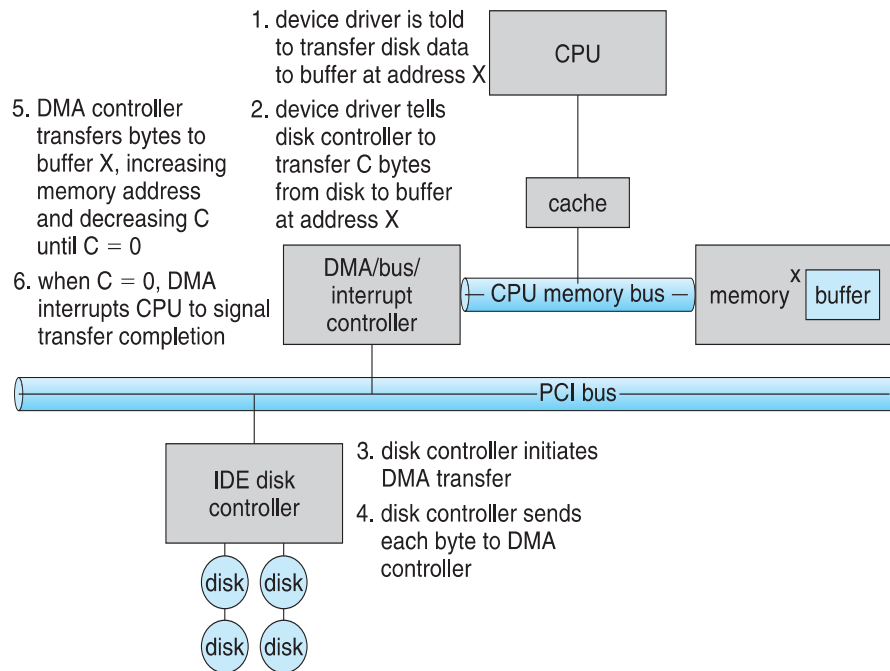 1. device driver is told
to transfer disk data
to buffer at address X
CPU
5. DMA controller
transfers bytes to
buffer X, increasing
memory address
and decreasing C
until C = 0
2. device driver tells
disk controller to
transfer C bytes
from disk to buffer
at address X
cache
6. when C = 0, DMA
interrupts CPU to signal
transfer completion
DMA/bus/
interrupt
controller
CPU memory bus
memory
x
buffer
PCI bus
IDE disk
controller
3. disk controller initiates
DMA transfer
4. disk controller sends
each byte to DMA
controller
disk
disk
disk
disk